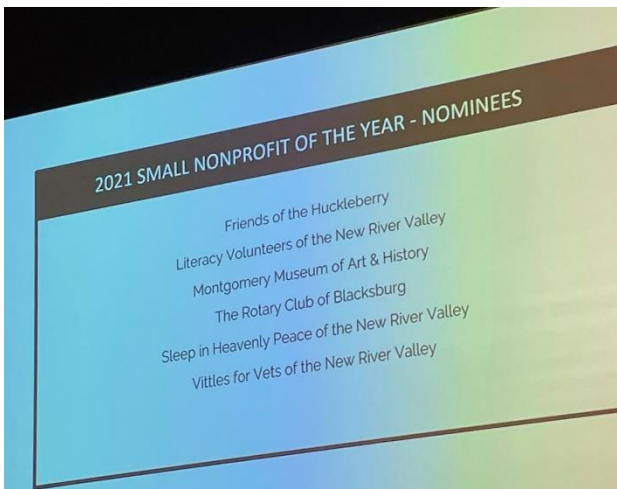 2021 SMALL NONPROFIT OF THE YEAR - NOMINEES
Friends of the Huckleberry
Literacy Volunteers of the New River Valley
Montgomery Museum of Art & History
The Rotary Club of Blacksburg
Sleep in Heavenly Peace of the New River Valley
Vittles for Vets of the New River Valley